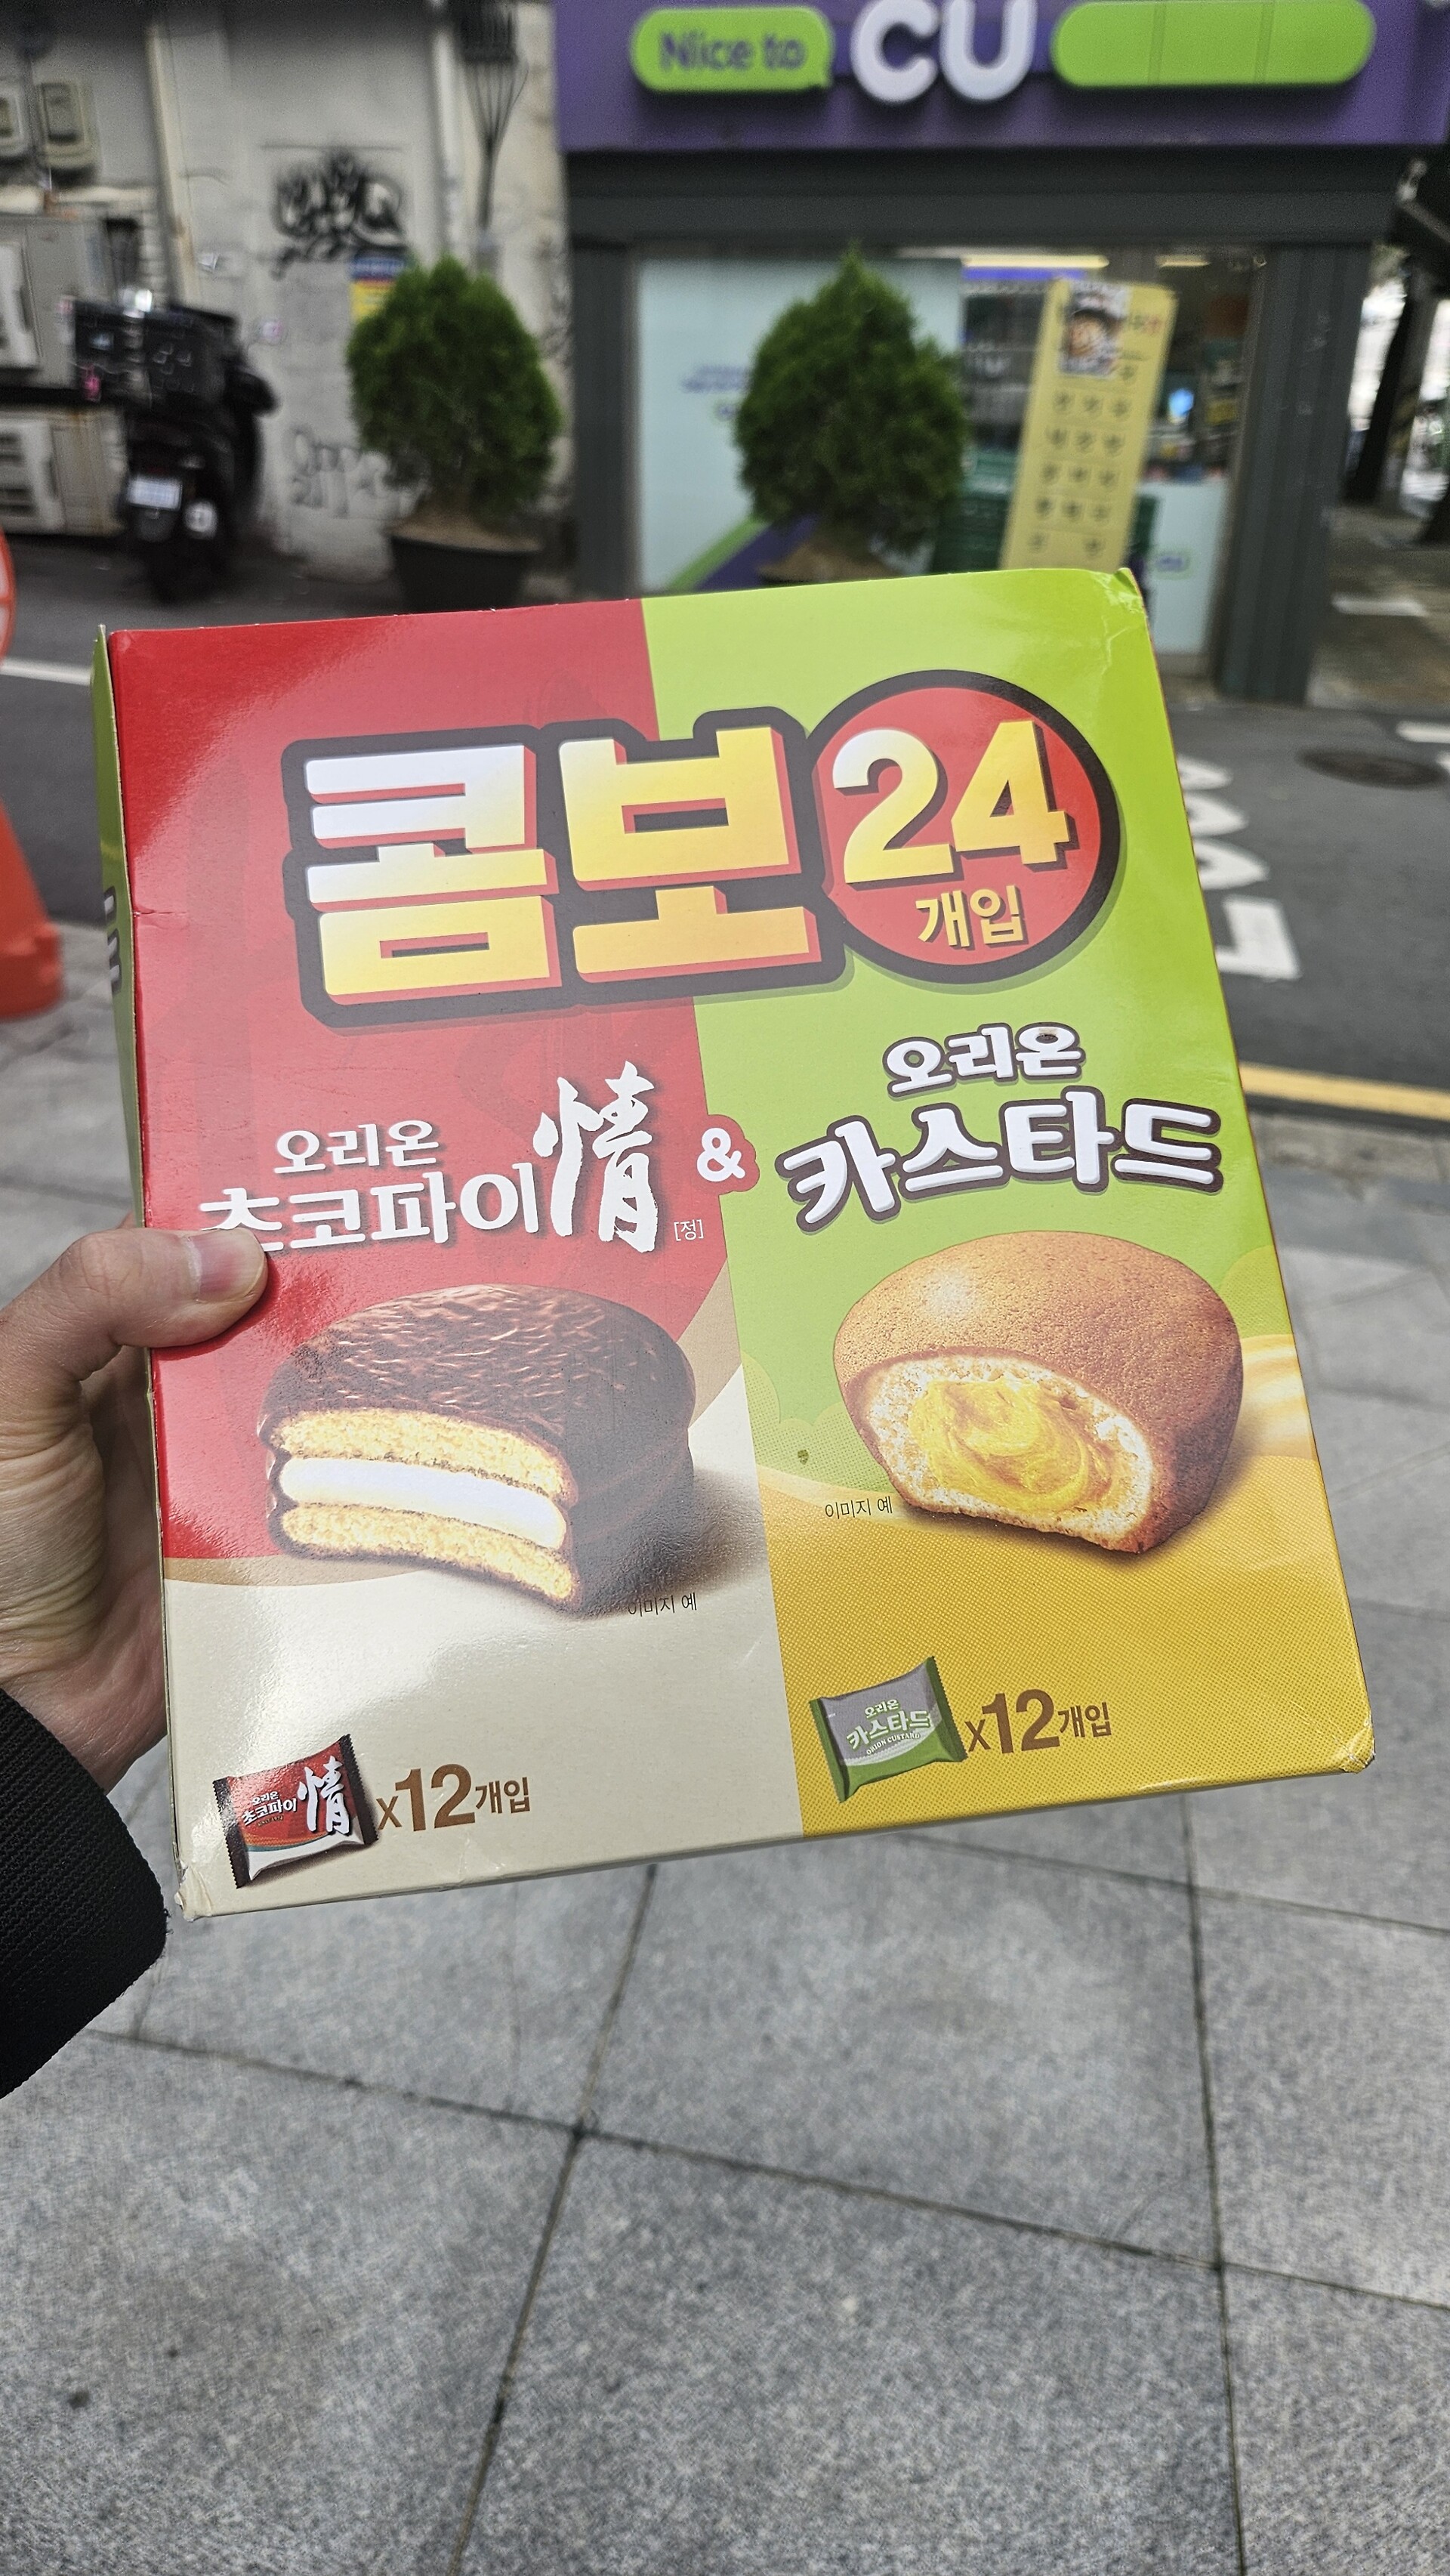 Nice to CU
콤보 24
개입
오리온
초코파이 情 [정]
&
오리온
카스타드
이미지 예
이미지 예
오리온
초코파이 情
x12개입
오리온
카스타드
ORION CUSTARD
x12개입